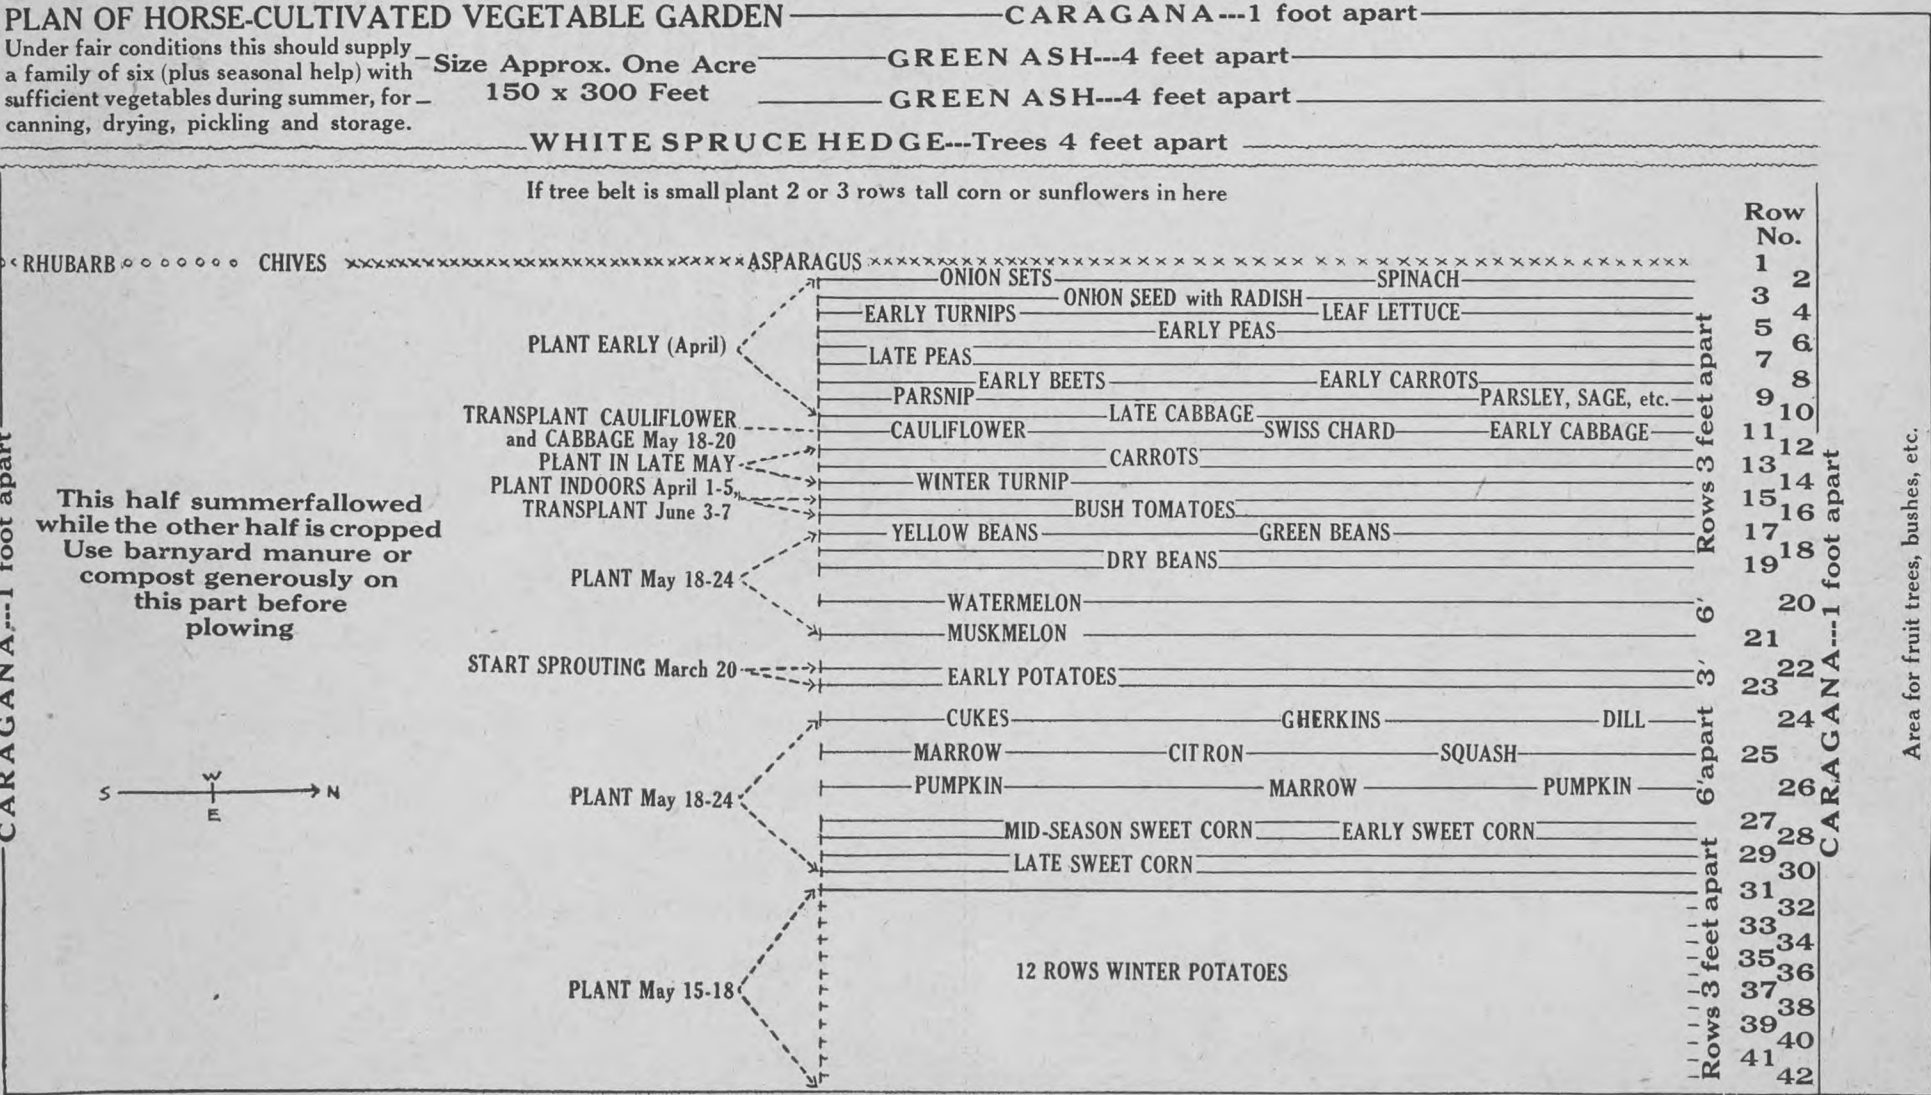 PLAN OF HORSE-CULTIVATED VEGETABLE GARDEN
CARAGANA---1 foot apart
Under fair conditions this should supply
a family of six (plus seasonal help) with
sufficient vegetables during summer, for
canning, drying, pickling and storage.
Size Approx. One Acre
150 x 300 Feet
GREEN ASH---4 feet apart
GREEN ASH---4 feet apart
WHITE SPRUCE HEDGE---Trees 4 feet apart
If tree belt is small plant 2 or 3 rows tall corn or sunflowers in here
Row
No.
RHUBARB CHIVES ASPARAGUS 1
ONION SETS SPINACH 2
ONION SEED with RADISH 3
EARLY TURNIPS LEAF LETTUCE 4
EARLY PEAS 5
6
LATE PEAS 7
EARLY BEETS EARLY CARROTS 8
PARSNIP PARSLEY, SAGE, etc. 9
LATE CABBAGE 10
CAULIFLOWER SWISS CHARD EARLY CABBAGE 11
12
CARROTS 13
WINTER TURNIP 14
15
BUSH TOMATOES 16
YELLOW BEANS GREEN BEANS 17
18
DRY BEANS 19
WATERMELON 20
MUSKMELON 21
22
EARLY POTATOES 23
CUKES GHERKINS DILL 24
MARROW CITRON SQUASH 25
PUMPKIN MARROW PUMPKIN 26
27
MID-SEASON SWEET CORN EARLY SWEET CORN 28
29
LATE SWEET CORN 30
31
32
33
34
35
12 ROWS WINTER POTATOES 36
37
38
39
40
41
42
PLANT EARLY (April)
TRANSPLANT CAULIFLOWER
and CABBAGE May 18-20
PLANT IN LATE MAY
PLANT INDOORS April 1-5,
TRANSPLANT June 3-7
PLANT May 18-24
START SPROUTING March 20
PLANT May 18-24
PLANT May 15-18
This half summerfallowed
while the other half is cropped
Use barnyard manure or
compost generously on
this part before
plowing
W
S N
E
CARAGANA---1 foot apart
Rows 3 feet apart
6'
3'
6' apart
Rows 3 feet apart
CARAGANA---1 foot apart
Area for fruit trees, bushes, etc.